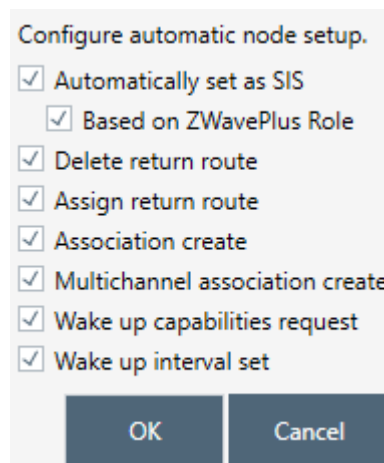 Configure automatic node setup.
Automatically set as SIS
Based on ZWavePlus Role
Delete return route
Assign return route
Association create
Multichannel association create
Wake up capabilities request
Wake up interval set
OK Cancel